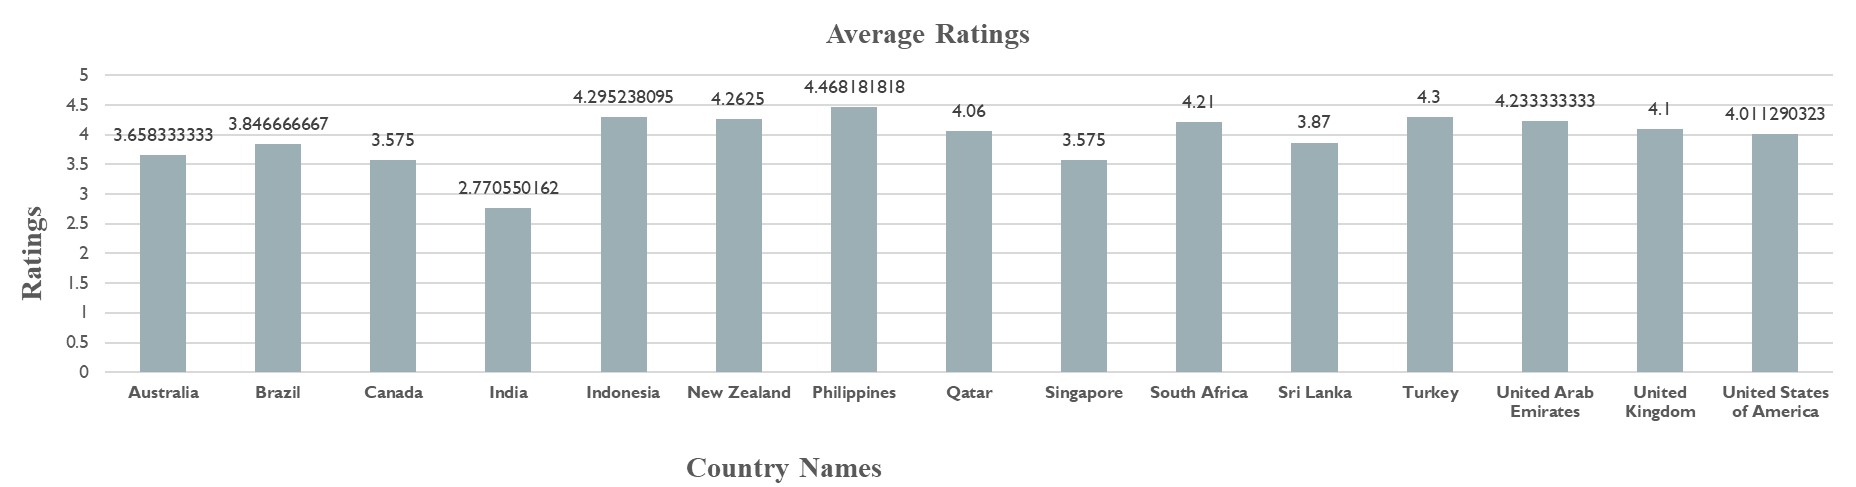 Average Ratings
Ratings
5
4.5
4
3.5
3
2.5
2
1.5
1
0.5
0
3.658333333
3.846666667
3.575
2.770550162
4.295238095
4.2625
4.468181818
4.06
3.575
4.21
3.87
4.3
4.233333333
4.1
4.011290323
Australia
Brazil
Canada
India
Indonesia
New Zealand
Philippines
Qatar
Singapore
South Africa
Sri Lanka
Turkey
United Arab
Emirates
United
Kingdom
United States
of America
Country Names